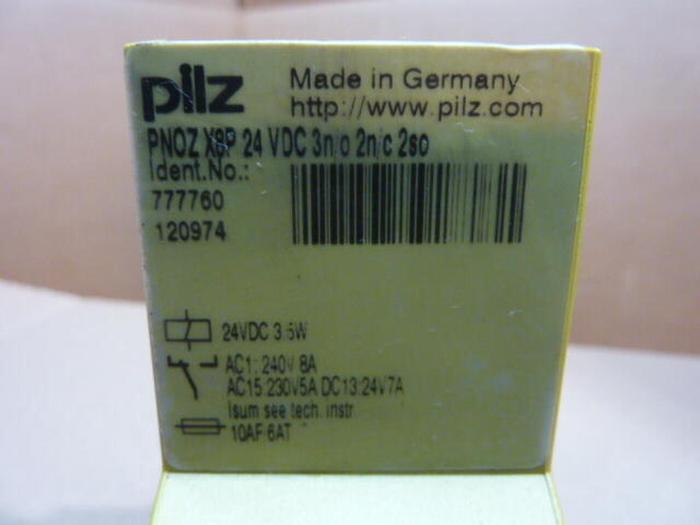 pilz
Made in Germany
http://www.pilz.com
PNOZ X8P 24 VDC 3n/o 2n/c 2so
Ident.No.:
777760
120974
24VDC 3.5W
AC1: 240V 8A
AC15:230V5A DC13:24V7A
Isum see tech. instr
10AF 6AT